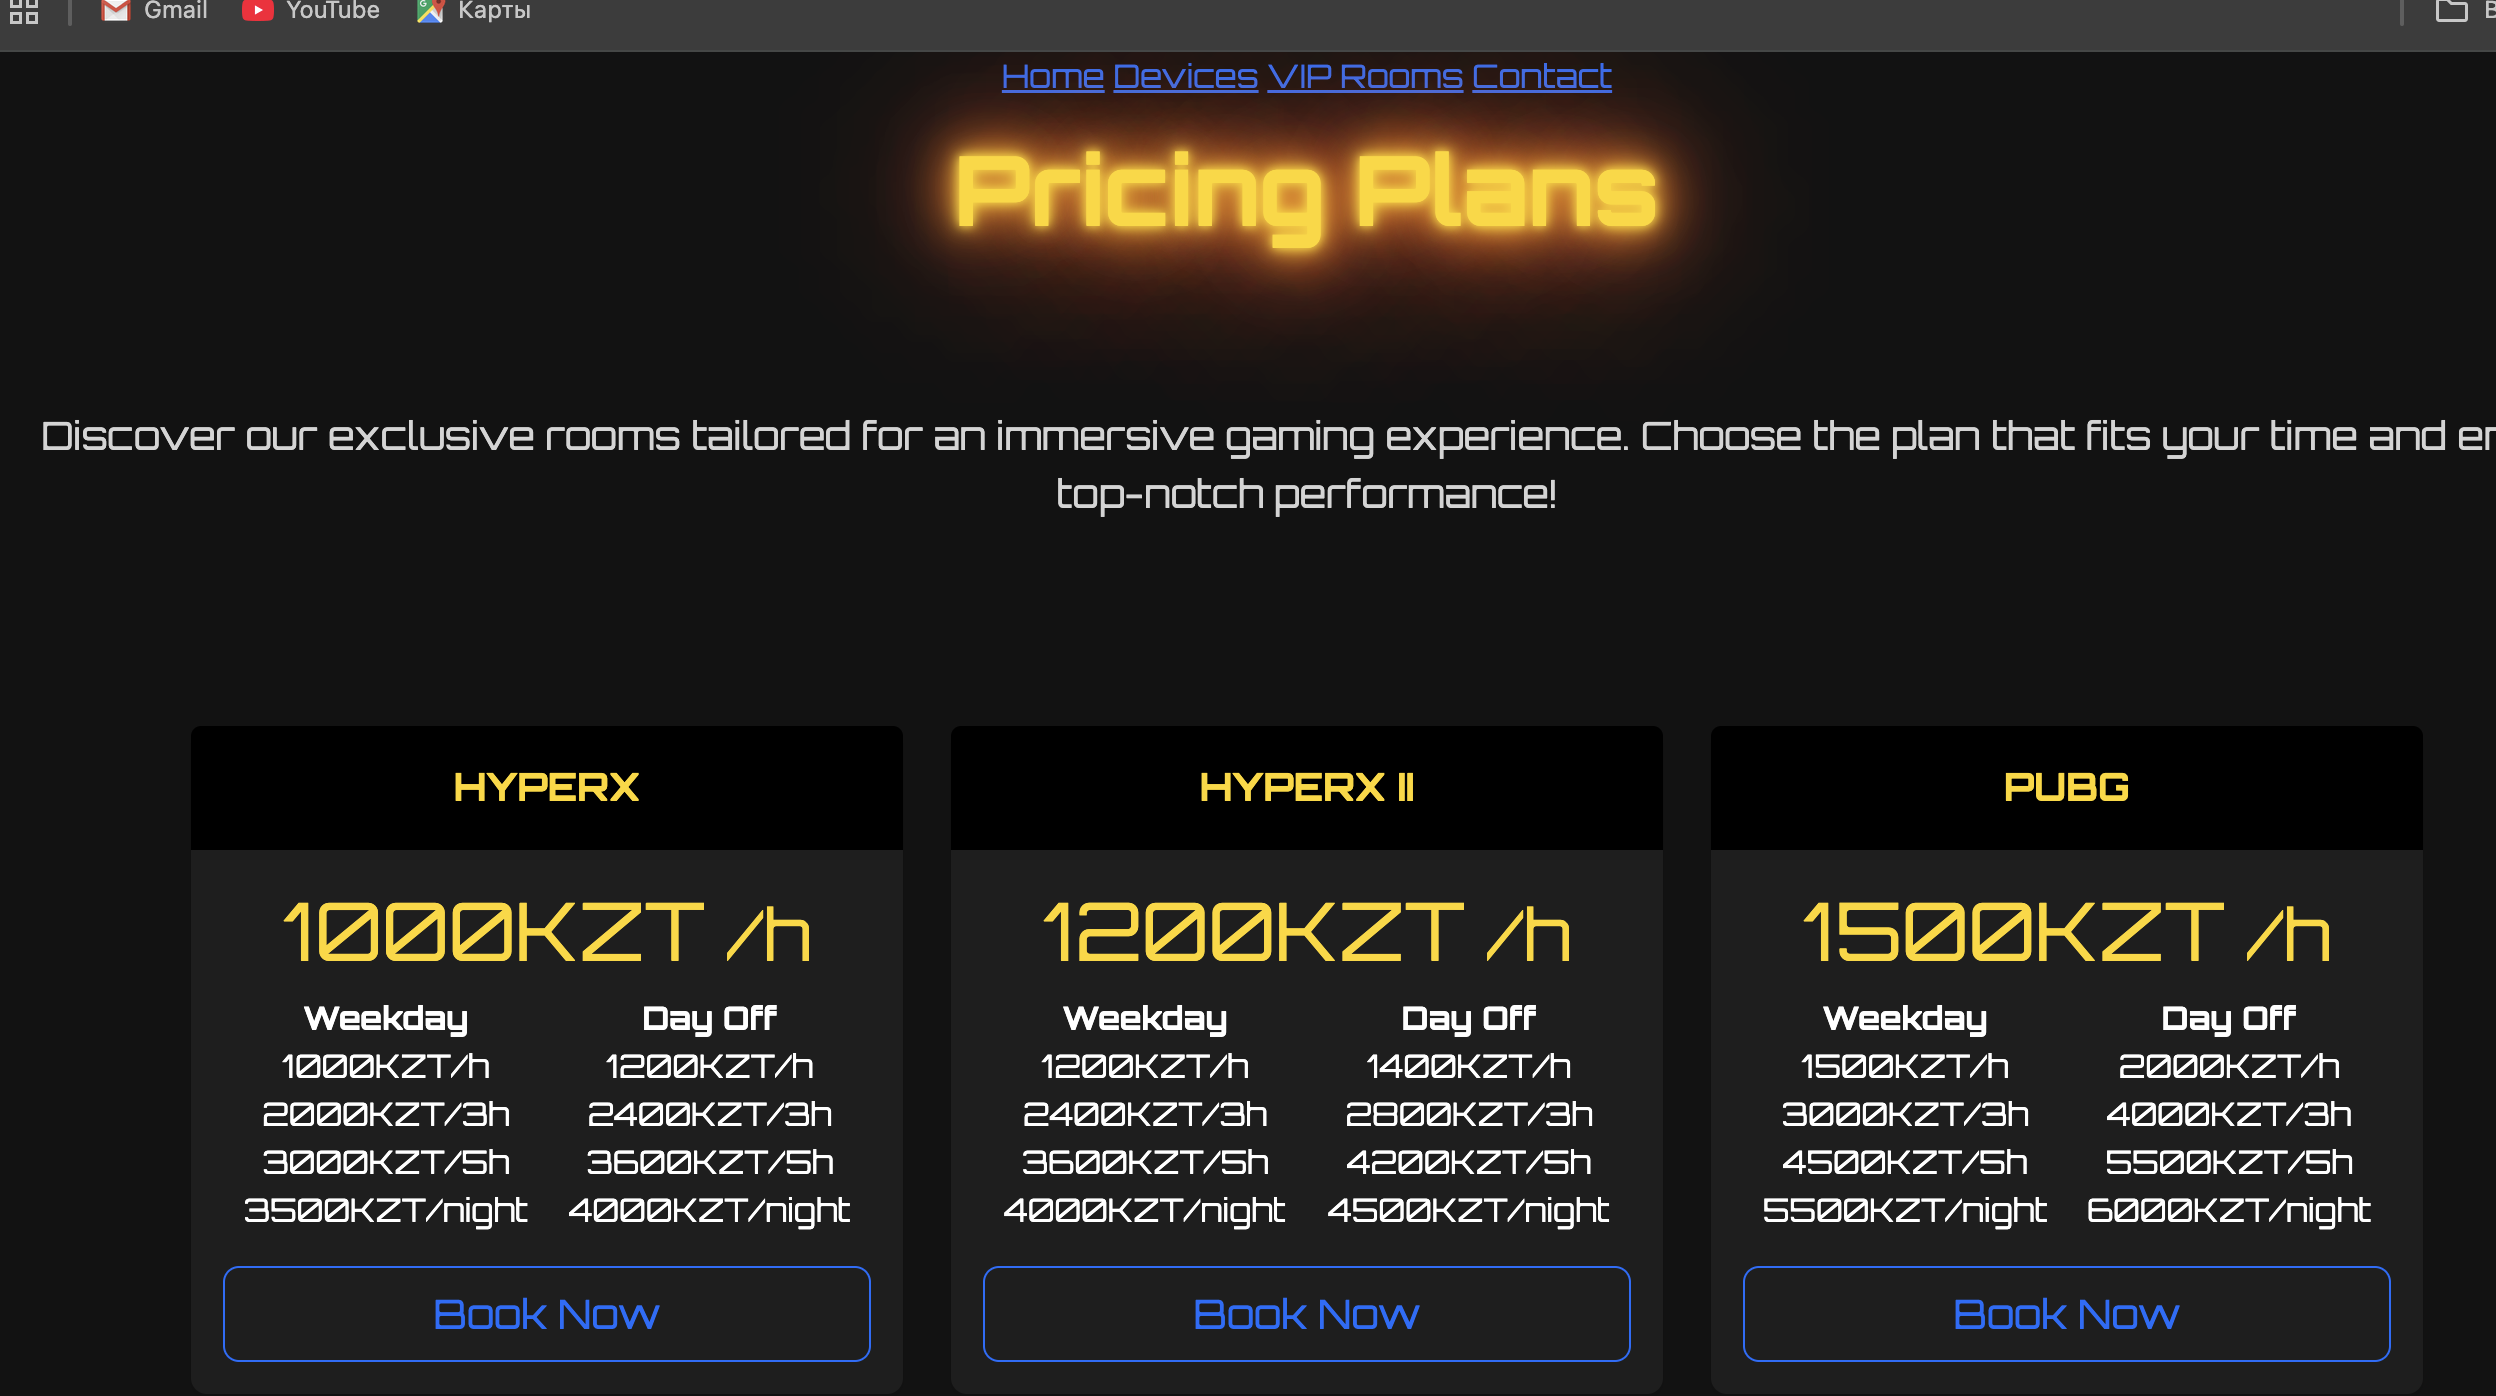 Gmail YouTube Карты
Home Devices VIP Rooms Contact
Pricing Plans
Discover our exclusive rooms tailored for an immersive gaming experience. Choose the plan that fits your time and
top-notch performance!
HYPERX
1000KZT /h
Weekday Day Off
1000KZT/h 1200KZT/h
2000KZT/3h 2400KZT/3h
3000KZT/5h 3600KZT/5h
3500KZT/night 4000KZT/night
Book Now
HYPERX II
1200KZT /h
Weekday Day Off
1200KZT/h 1400KZT/h
2400KZT/3h 2800KZT/3h
3600KZT/5h 4200KZT/5h
4000KZT/night 4500KZT/night
Book Now
PUBG
1500KZT /h
Weekday Day Off
1500KZT/h 2000KZT/h
3000KZT/3h 4000KZT/3h
4500KZT/5h 5500KZT/5h
5500KZT/night 6000KZT/night
Book Now